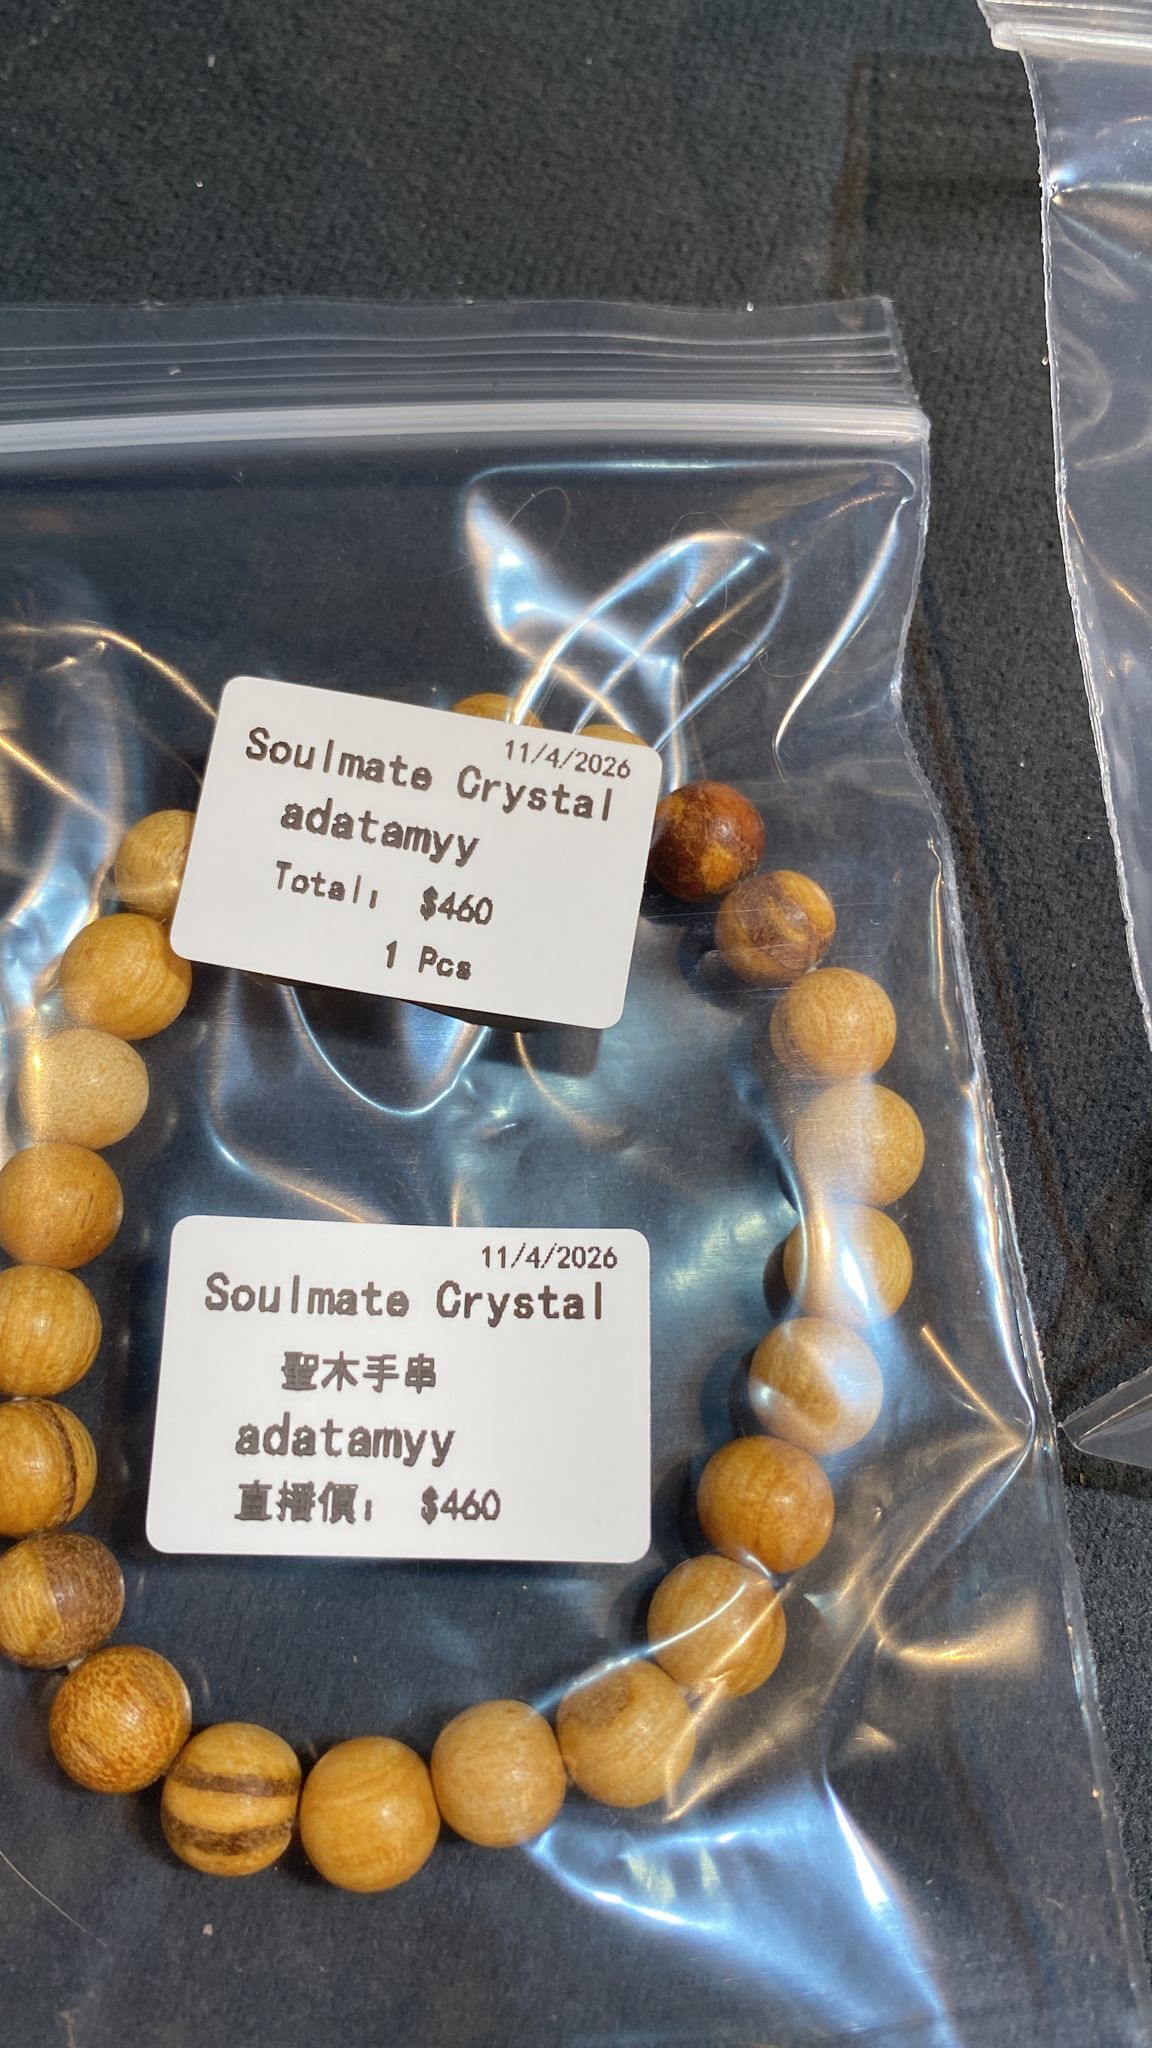 11/4/2026
Soulmate Crystal
adatamyy
Total: $460
1 Pcs
11/4/2026
Soulmate Crystal
聖木手串
adatamyy
直播價: $460